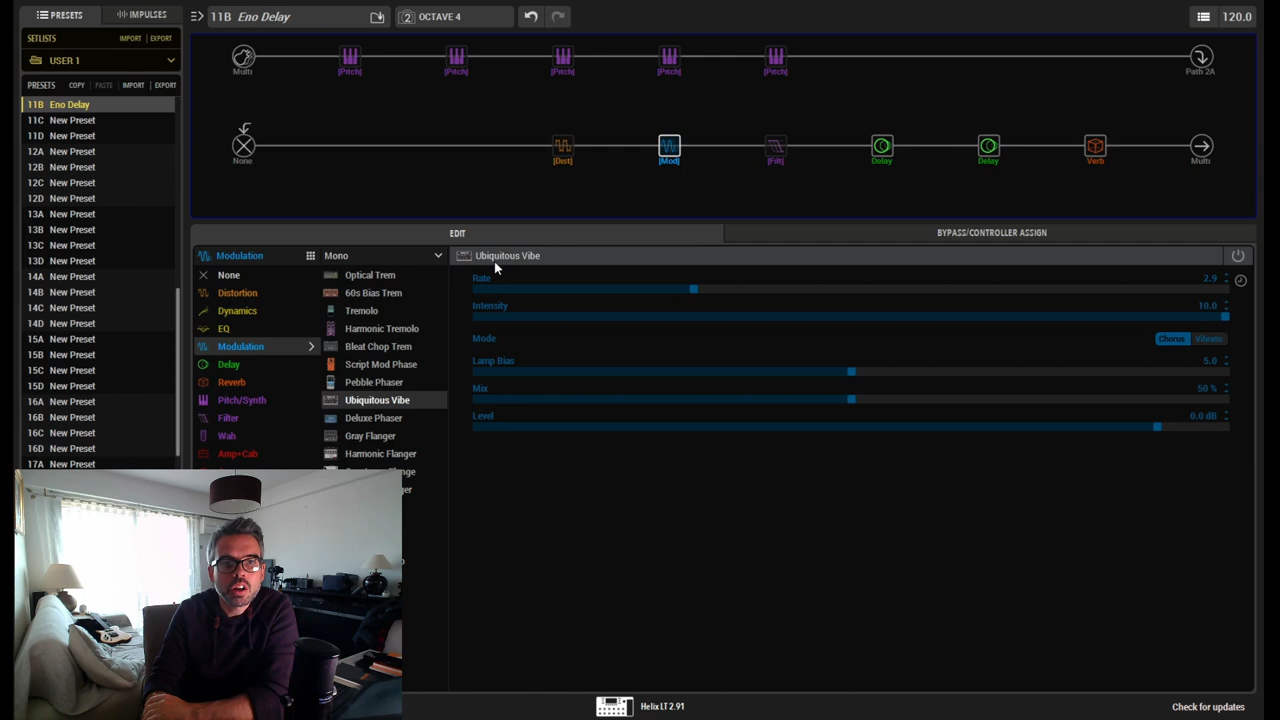 PRESETS IMPULSES
SETLISTS IMPORT EXPORT
USER 1
PRESETS COPY PASTE IMPORT EXPORT
11B Eno Delay
11C New Preset
11D New Preset
12A New Preset
12B New Preset
12C New Preset
12D New Preset
13A New Preset
13B New Preset
13C New Preset
13D New Preset
14A New Preset
14B New Preset
14C New Preset
14D New Preset
15A New Preset
15B New Preset
15C New Preset
15D New Preset
16A New Preset
16B New Preset
16C New Preset
16D New Preset
17A New Preset
11B Eno Delay 2 OCTAVE 4 120.0
Multi |Pitch| |Pitch| |Pitch| |Pitch| |Pitch| Path 2A
None |Dist| |Mod| |Filt| Delay Delay Verb Multi
EDIT BYPASS/CONTROLLER ASSIGN
Modulation Mono
None Optical Trem
Distortion 60s Bias Trem
Dynamics Tremolo
EQ Harmonic Tremolo
Modulation Bleat Chop Trem
Delay Script Mod Phase
Reverb Pebble Phaser
Pitch/Synth Ubiquitous Vibe
Filter Deluxe Phaser
Wah Gray Flanger
Amp+Cab Harmonic Flanger
Ubiquitous Vibe
Rate 2.9
Intensity 10.0
Mode Chorus Vibrato
Lamp Bias 5.0
Mix 50 %
Level 0.0 dB
Helix LT 2.91
Check for updates